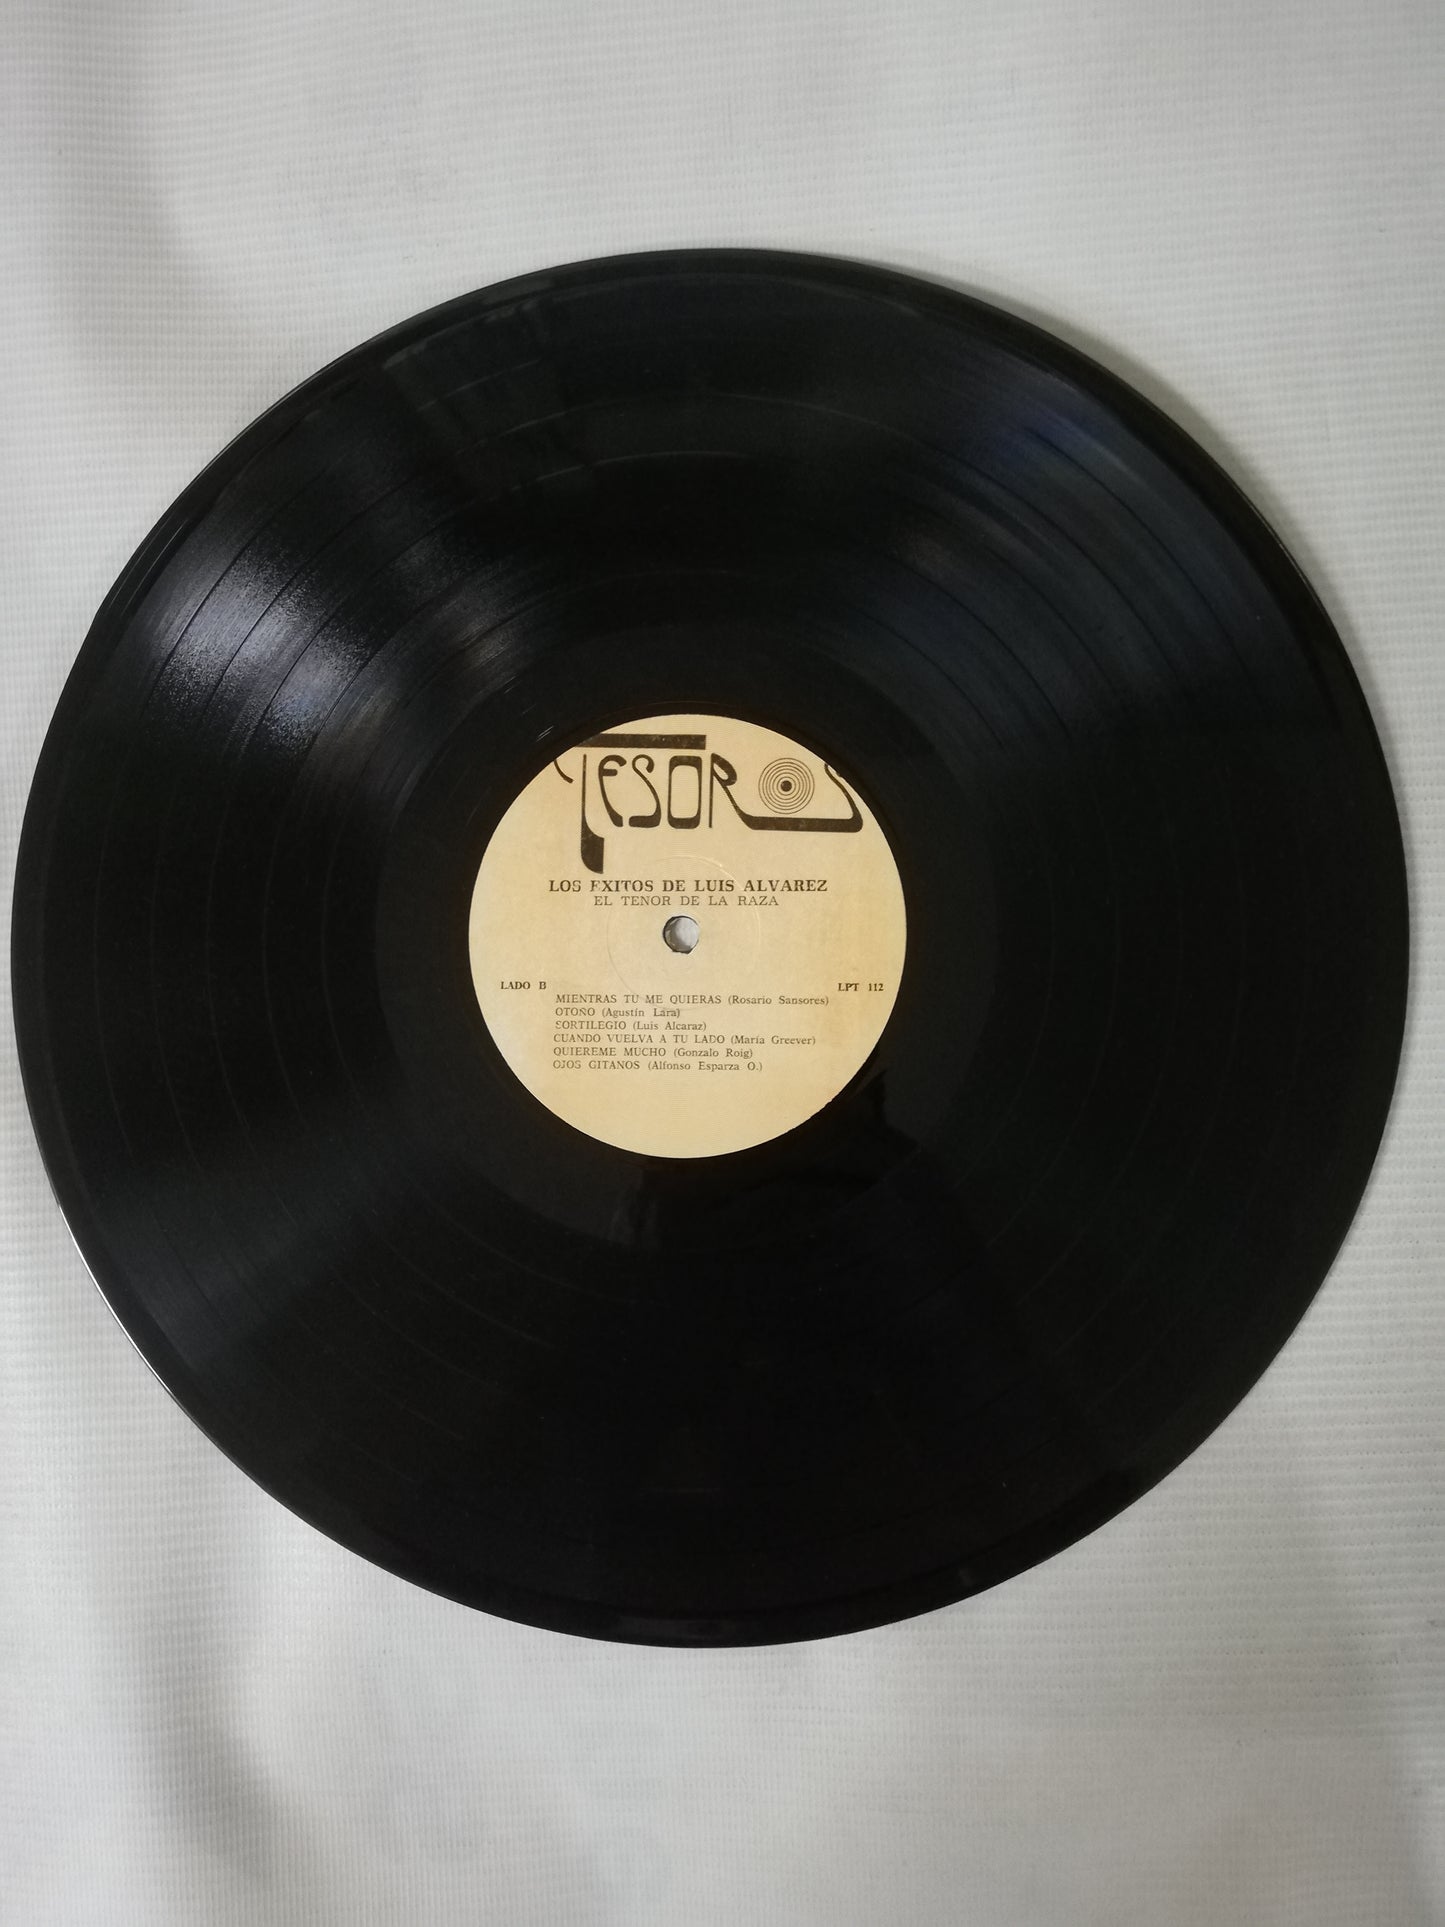 TESOROS
LOS EXITOS DE LUIS ALVAREZ
EL TENOR DE LA RAZA
LADO B
LPT 112
MIENTRAS TU ME QUIERAS (Rosario Sansores)
OTOÑO (Agustín Lara)
SORTILEGIO (Luis Alcaraz)
CUANDO VUELVA A TU LADO (María Greever)
QUIEREME MUCHO (Gonzalo Roig)
OJOS GITANOS (Alfonso Esparza O.)